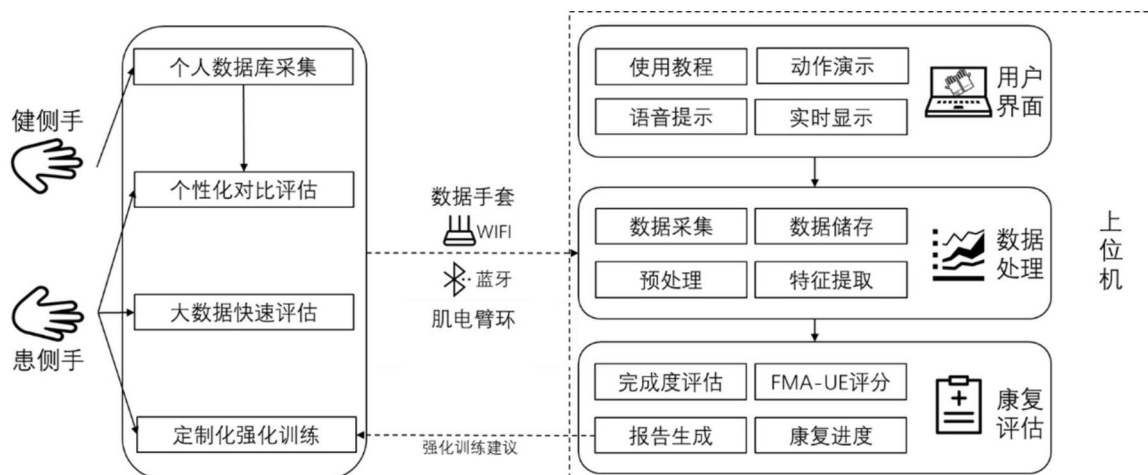 健侧手
患侧手
个人数据库采集
个性化对比评估
大数据快速评估
定制化强化训练
数据手套
WIFI
蓝牙
肌电臂环
强化训练建议
使用教程
动作演示
语音提示
实时显示
用户
界面
数据采集
数据储存
预处理
特征提取
数据
处理
完成度评估
FMA-UE评分
报告生成
康复进度
康复
评估
上
位
机